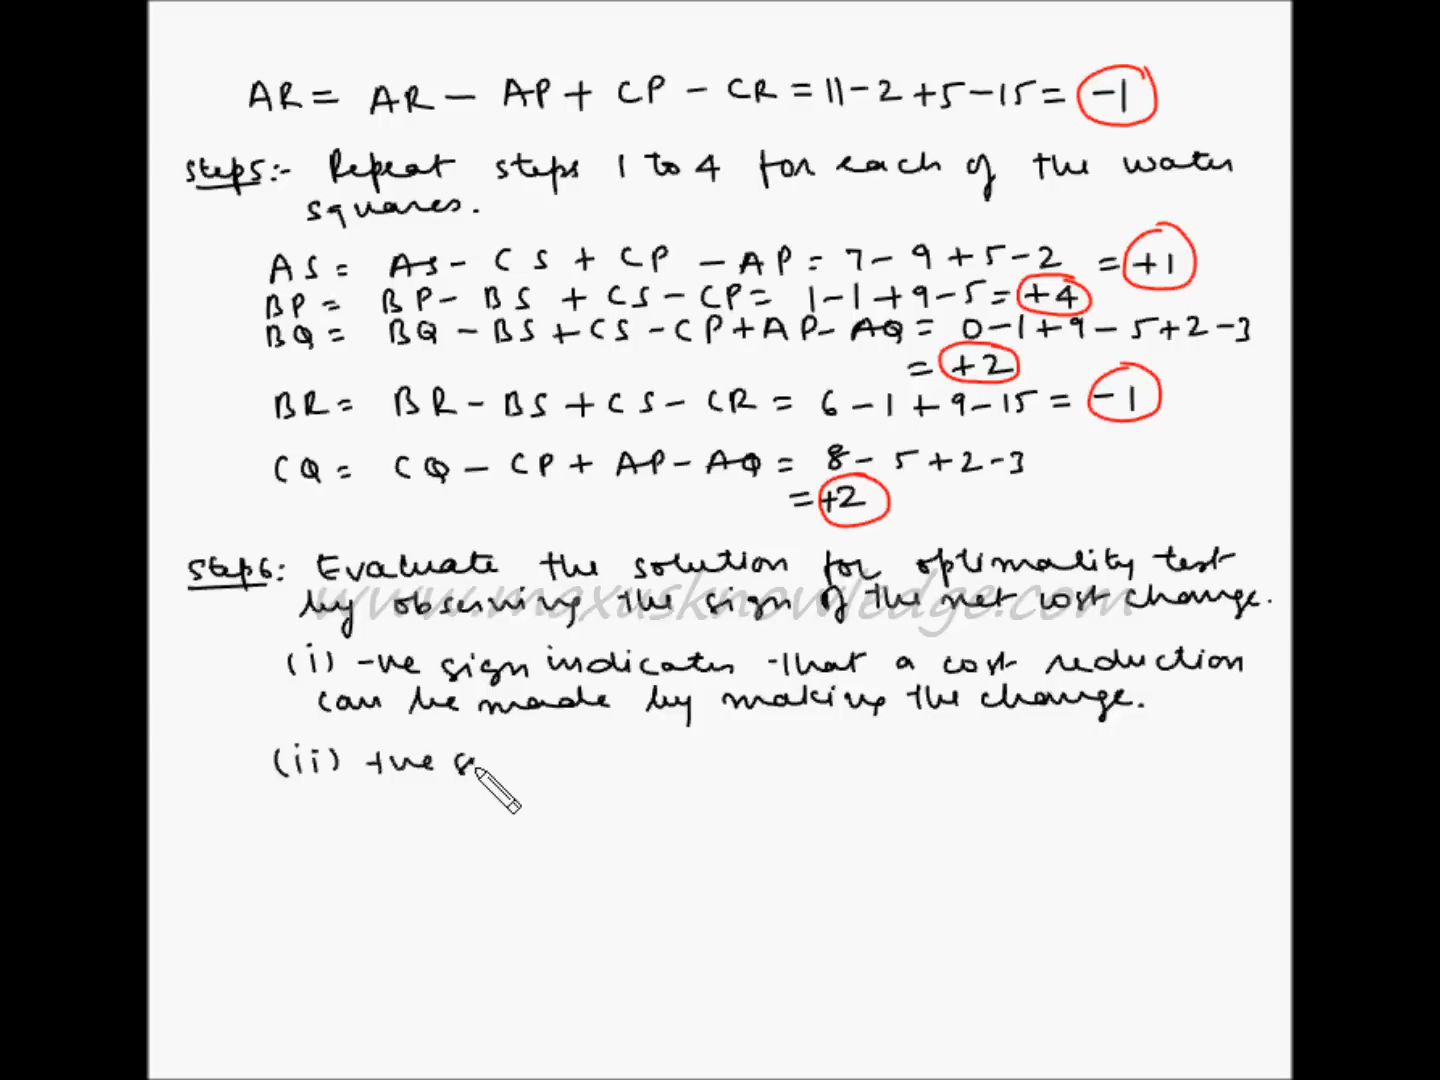 AR = AR - AP + CP - CR = 11-2+5-15 = -1
Step5:- Repeat steps 1 to 4 for each of the water
squares.
AS = AS - CS + CP - AP = 7-9+5-2 = +1
BP = BP - BS + CS - CP = 1-1+9-5 = +4
BQ = BQ - BS + CS - CP + AP - AQ = 0-1+9-5+2-3
= +2
BR = BR - BS + CS - CR = 6-1+9-15 = -1
CQ = CQ - CP + AP - AQ = 8-5+2-3
= +2
Step6: Evaluate the solution for optimality test
by observing the sign of the net cost change.
www.maxusknowledge.com
(i) -ve sign indicates that a cost reduction
can be made by making the change.
(ii) +ve s